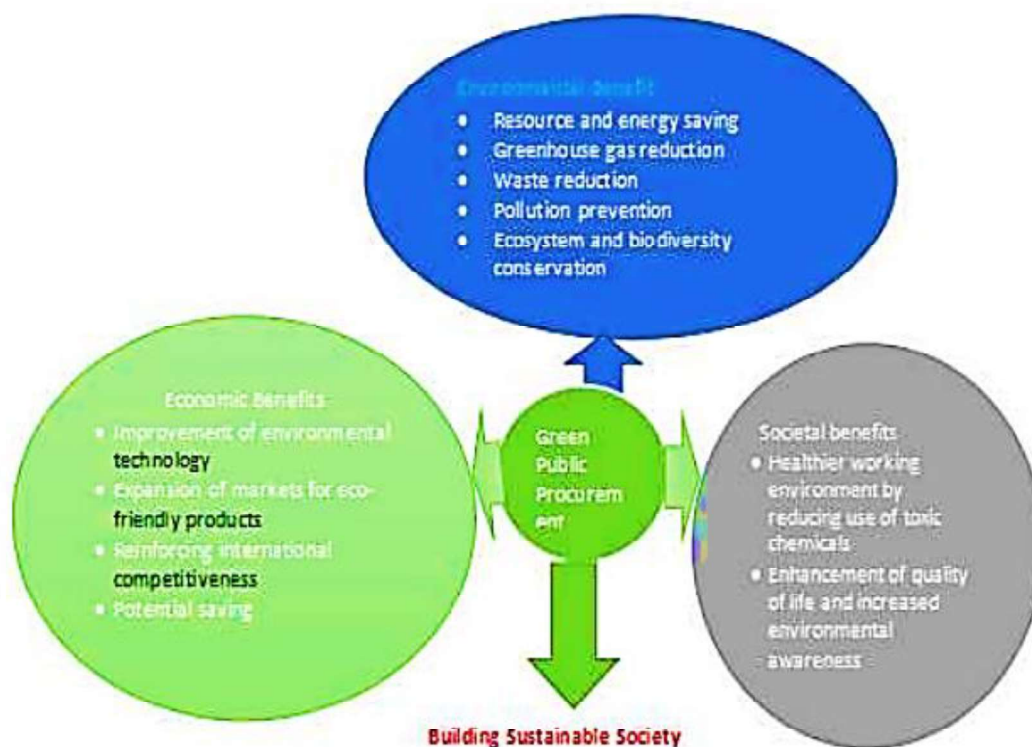 Environmental Benefit
• Resource and energy saving
• Greenhouse gas reduction
• Waste reduction
• Pollution prevention
• Ecosystem and biodiversity
conservation
Economic Benefits
• Improvement of environmental
technology
• Expansion of markets for eco-
friendly products
• Reinforcing international
competitiveness
• Potential saving
Green
Public
Procurem
ent
Societal benefits
• Healthier working
environment by
reducing use of toxic
chemicals
• Enhancement of quality
of life and increased
environmental
awareness
Building Sustainable Society